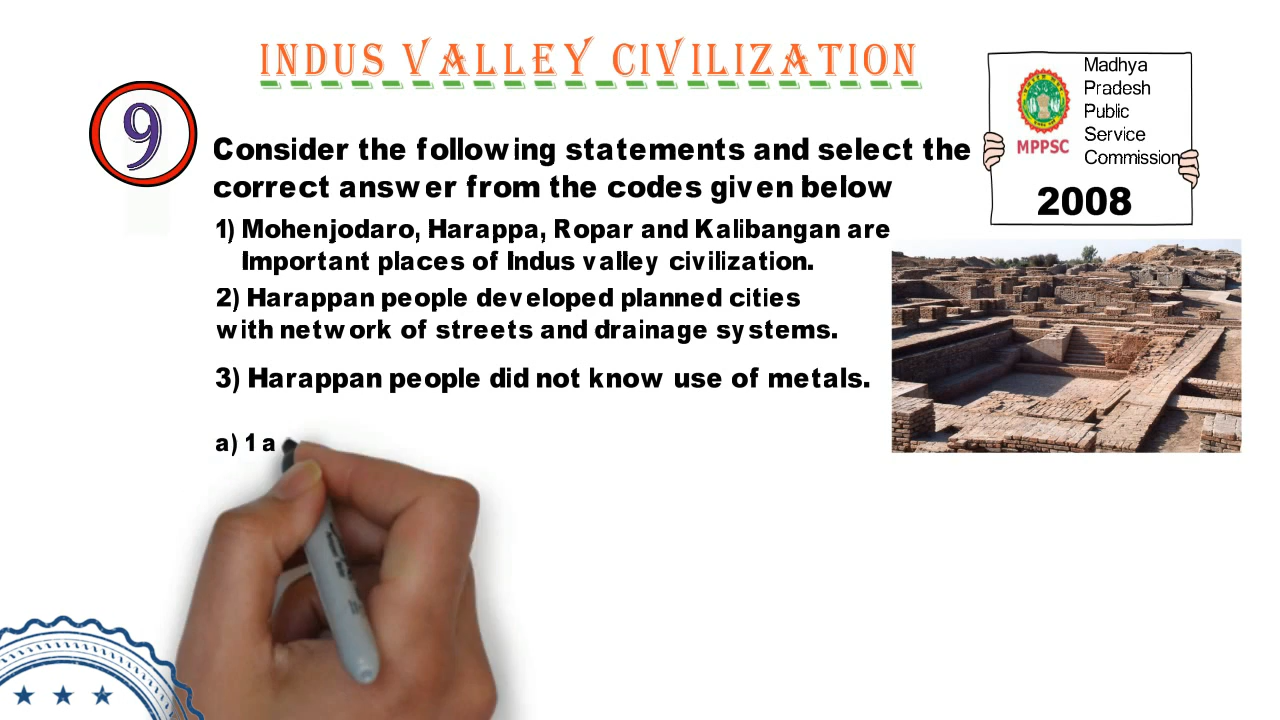 INDUS VALLEY CIVILIZATION
9
Consider the following statements and select the
correct answer from the codes given below
1) Mohenjodaro, Harappa, Ropar and Kalibangan are
Important places of Indus valley civilization.
2) Harappan people developed planned cities
with network of streets and drainage systems.
3) Harappan people did not know use of metals.
a) 1 a
Madhya
Pradesh
Public
Service
Commission
MPPSC
2008